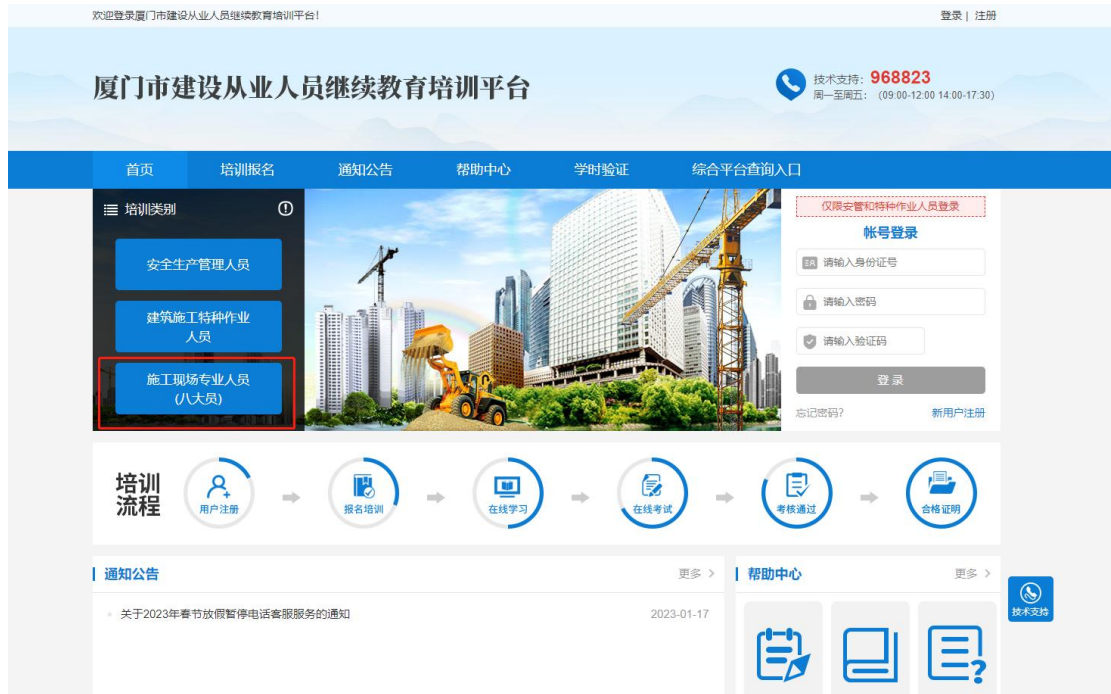 欢迎登录厦门市建设从业人员继续教育培训平台!
登录 | 注册
厦门市建设从业人员继续教育培训平台
技术支持：968823
周一至周五： (09:00-12:00 14:00-17:30)
首页 培训报名 通知公告 帮助中心 学时验证 综合平台查询入口
培训类别
安全生产管理人员
建筑施工特种作业
人员
施工现场专业人员
(八大员)
仅限安管和特种作业人员登录
帐号登录
请输入身份证号
请输入密码
请输入验证码
登 录
忘记密码?
新用户注册
培训
流程
用户注册
报名培训
在线学习
在线考试
考核通过
合格证明
通知公告
更多 >
关于2023年春节放假暂停电话客服服务的通知
2023-01-17
帮助中心
更多 >
技术支持